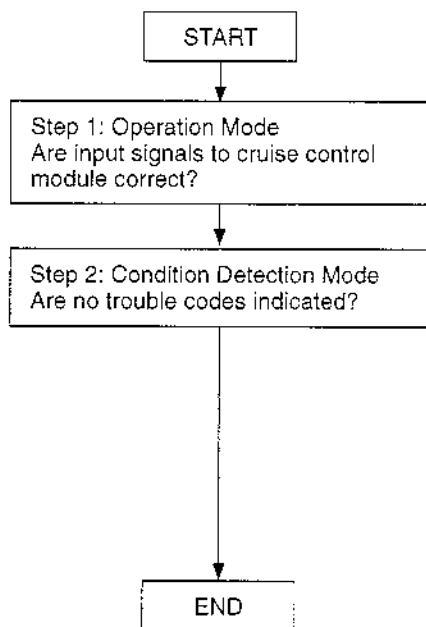 START
Step 1: Operation Mode
Are input signals to cruise control
module correct?
Step 2: Condition Detection Mode
Are no trouble codes indicated?
END